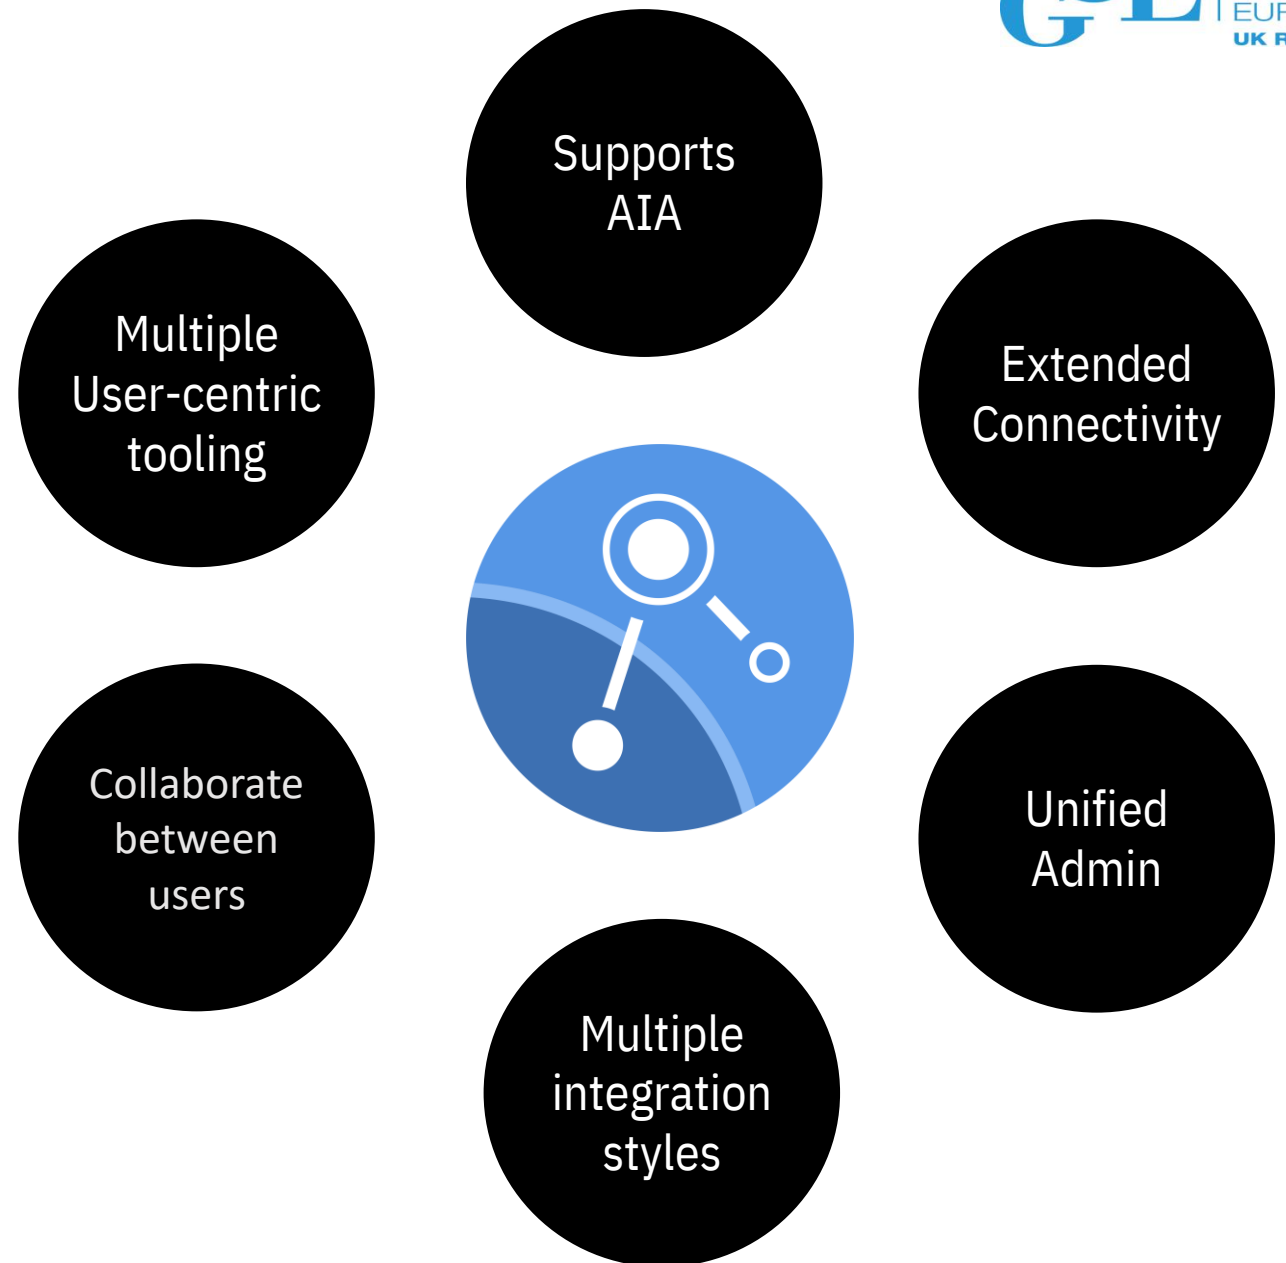 EUR
UK R
Supports
AIA
Multiple
User-centric
tooling
Extended
Connectivity
Collaborate
between
users
Unified
Admin
Multiple
integration
styles